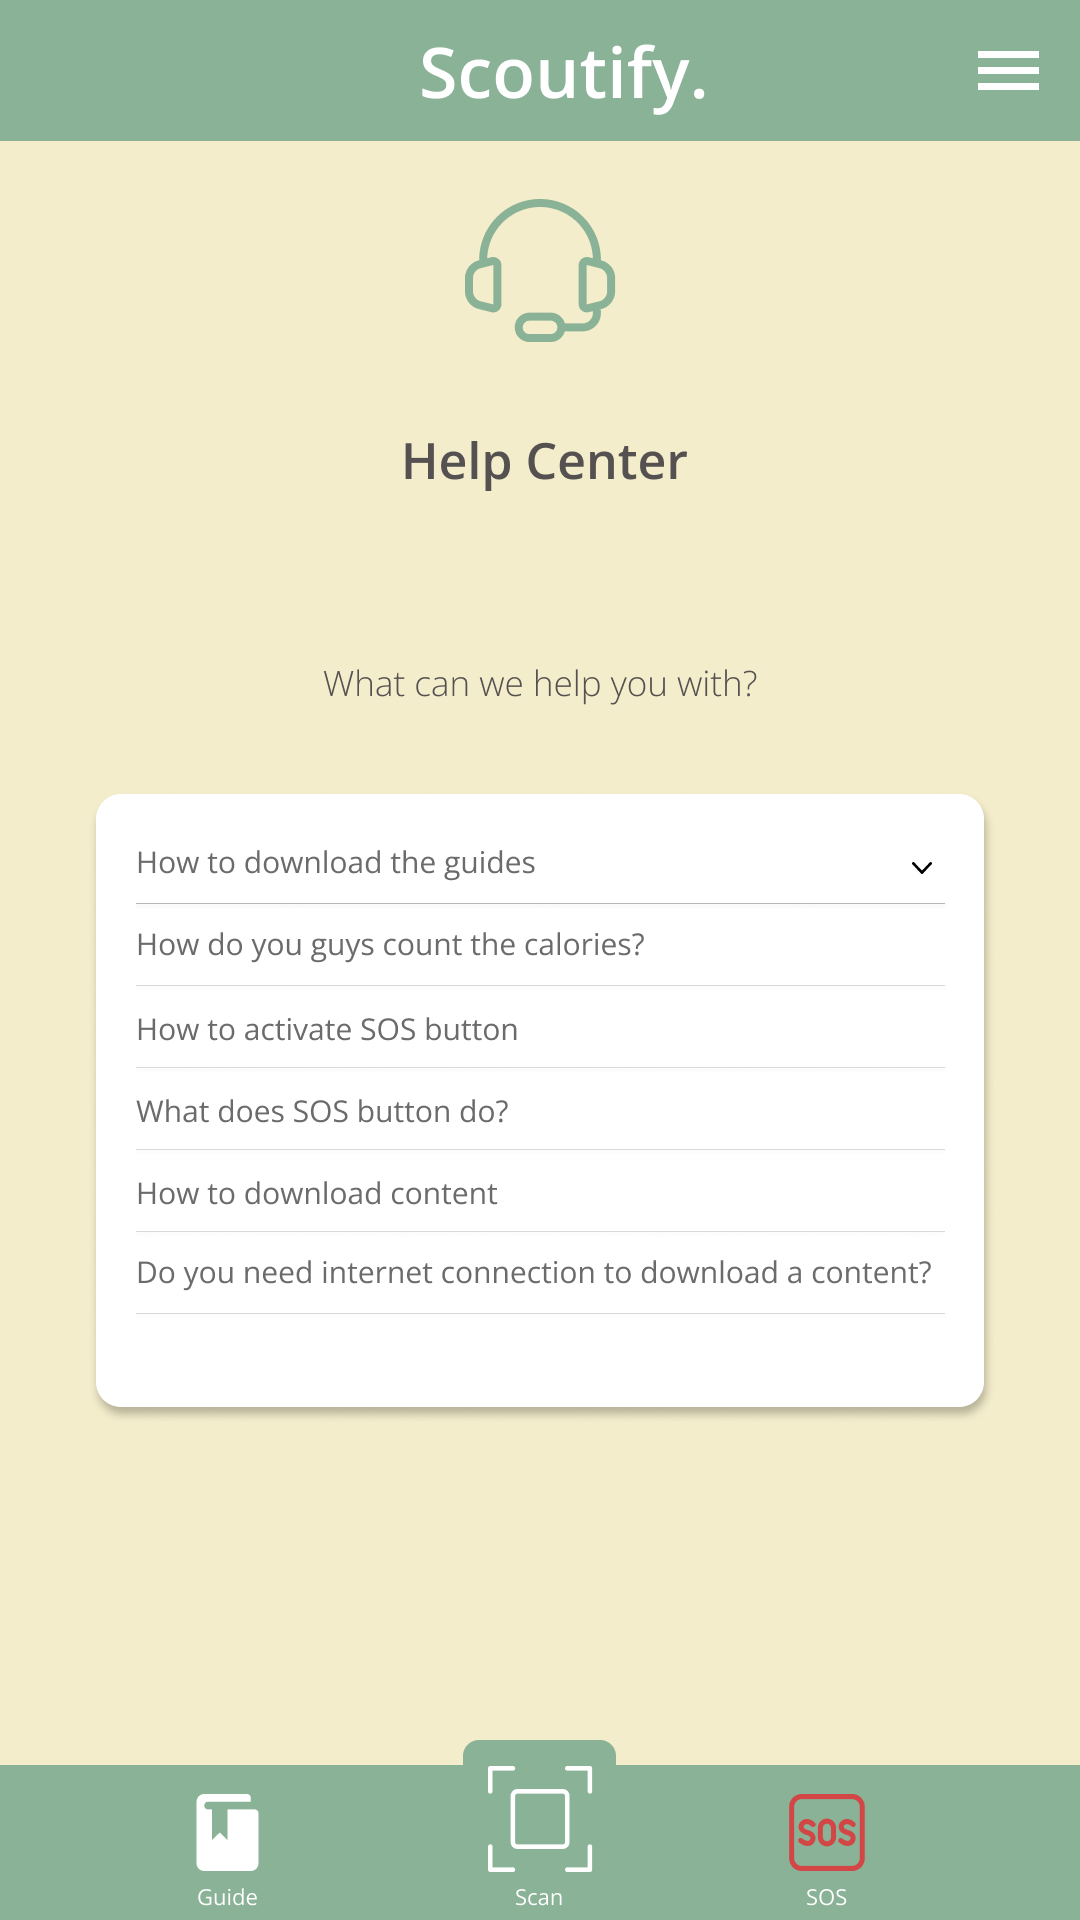 Scoutify.
Help Center
What can we help you with?
How to download the guides
How do you guys count the calories?
How to activate SOS button
What does SOS button do?
How to download content
Do you need internet connection to download a content?
SOS
Guide
Scan
SOS